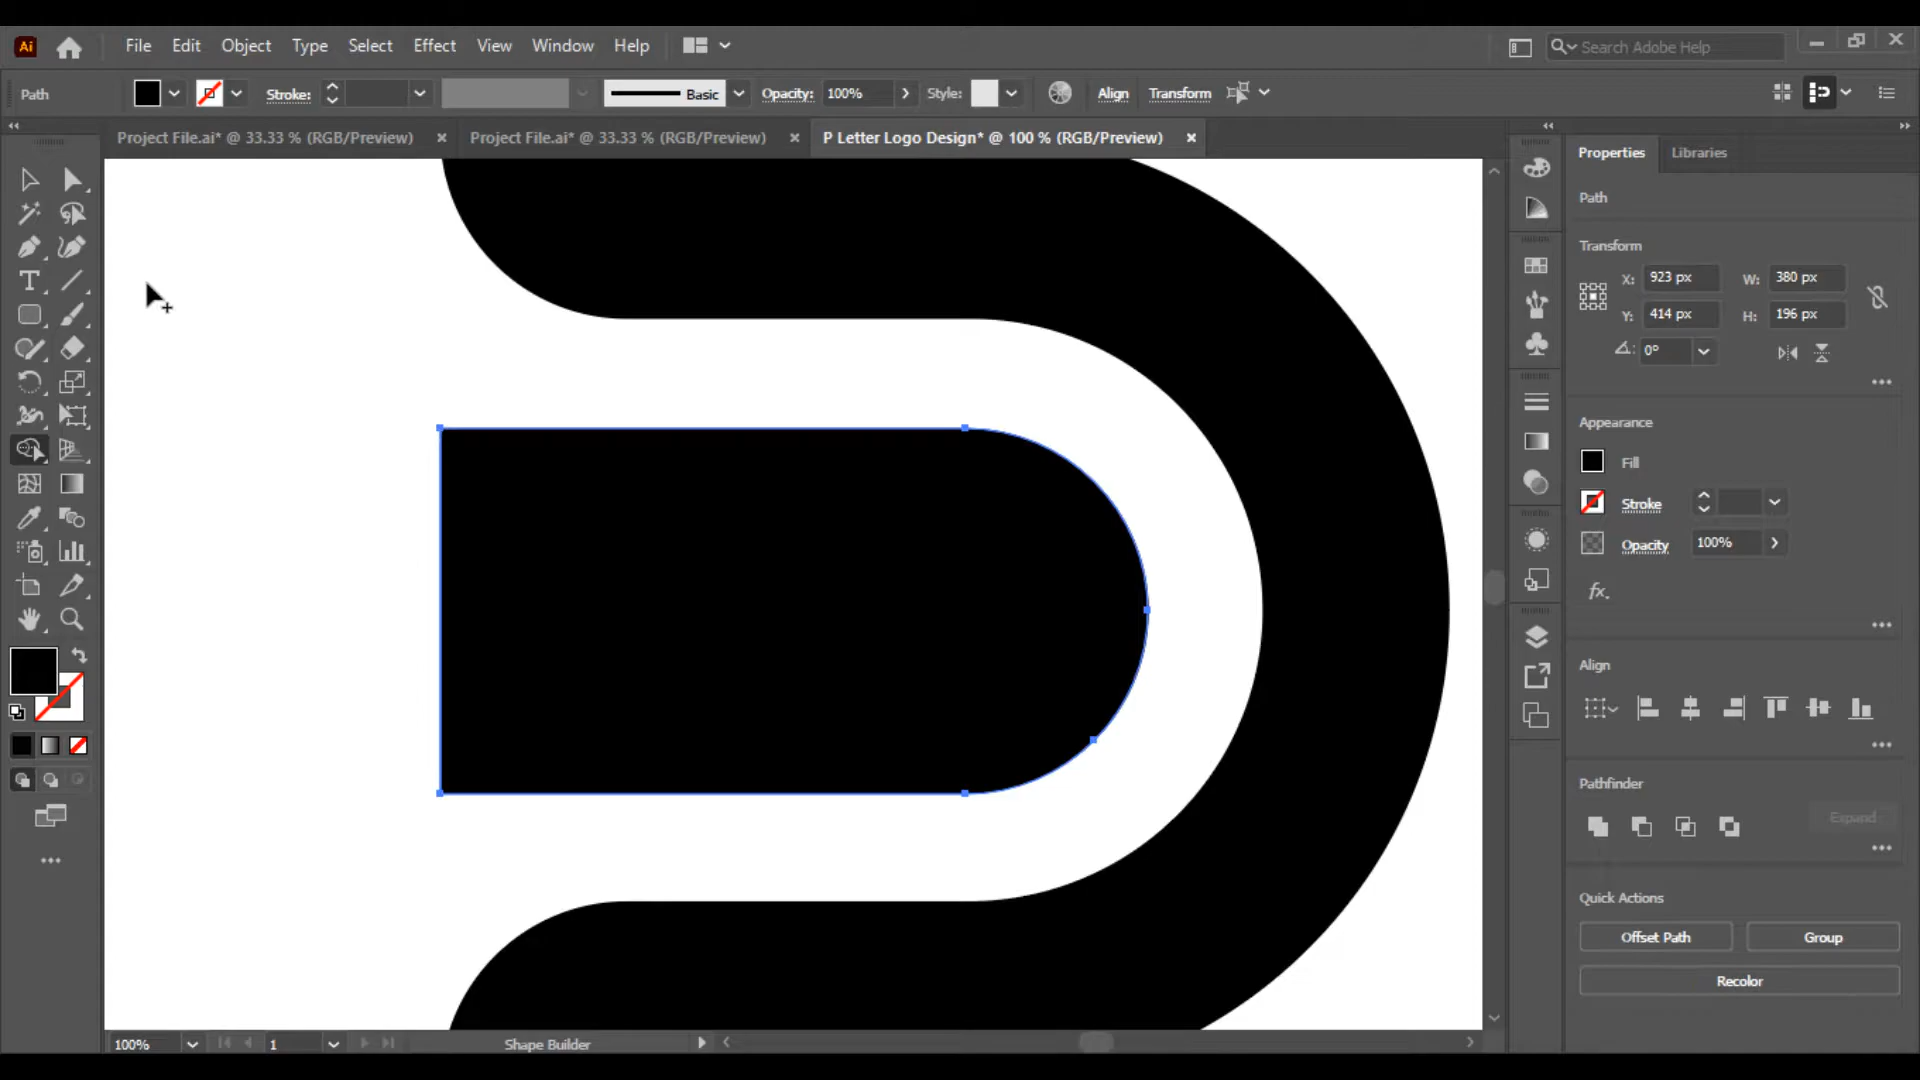 Ai File Edit Object Type Select Effect View Window Help Search Adobe Help
Path Stroke: Basic Opacity: 100% Style: Align Transform
Project File.ai* @ 33.33 % (RGB/Preview) Project File.ai* @ 33.33 % (RGB/Preview) P Letter Logo Design* @ 100 % (RGB/Preview)
Properties Libraries
Path
Transform
X: 923 px W: 380 px
Y: 414 px H: 196 px
0°
Appearance
Fill
Stroke
Opacity 100%
fx.
Align
Pathfinder
Expand
Quick Actions
Offset Path Group
Recolor
100% 1 Shape Builder